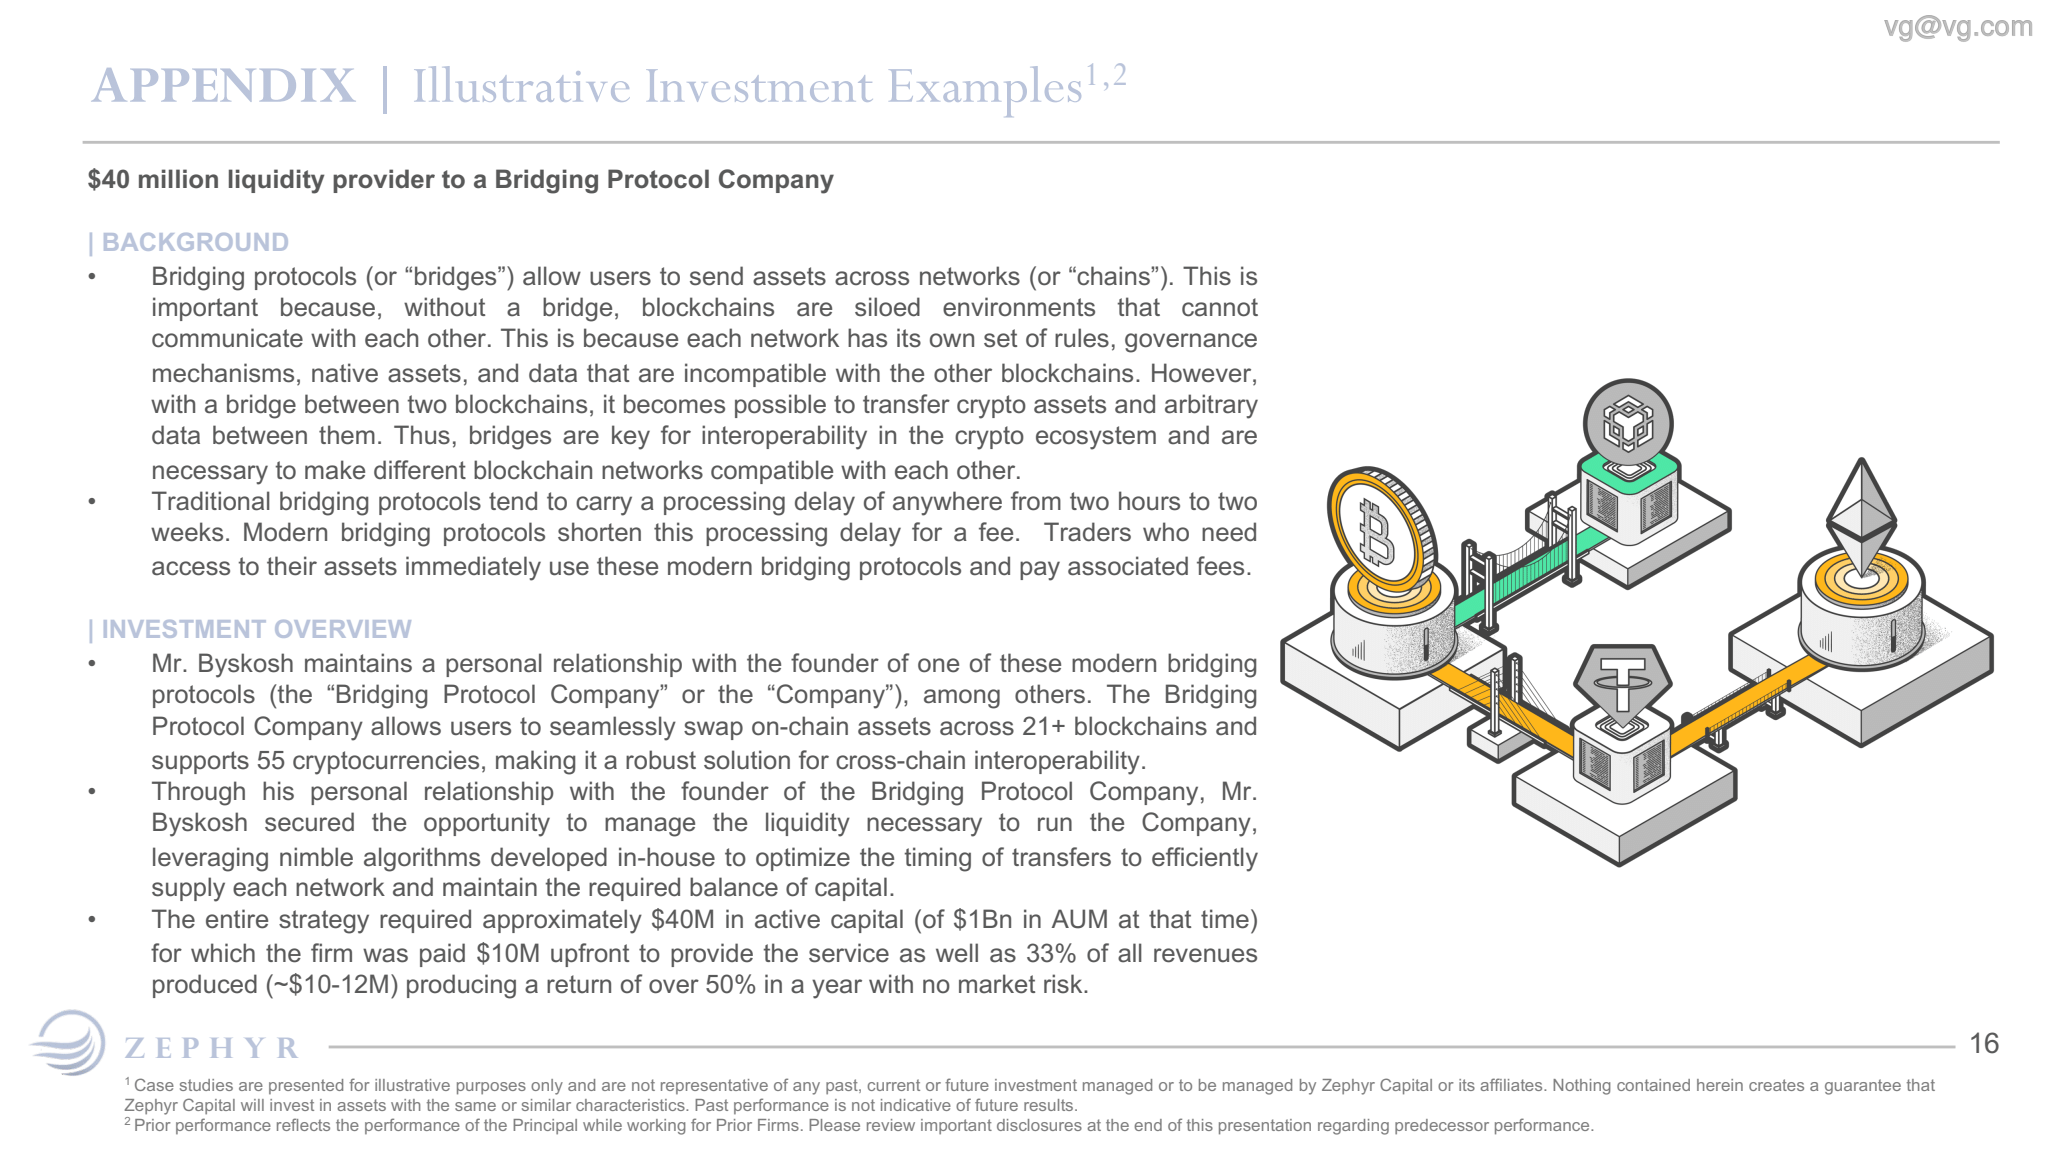 vg@vg.com
APPENDIX | Illustrative Investment Examples1,2
$40 million liquidity provider to a Bridging Protocol Company
| BACKGROUND
• Bridging protocols (or “bridges”) allow users to send assets across networks (or “chains”). This is
important because, without a bridge, blockchains are siloed environments that cannot
communicate with each other. This is because each network has its own set of rules, governance
mechanisms, native assets, and data that are incompatible with the other blockchains. However,
with a bridge between two blockchains, it becomes possible to transfer crypto assets and arbitrary
data between them. Thus, bridges are key for interoperability in the crypto ecosystem and are
necessary to make different blockchain networks compatible with each other.
• Traditional bridging protocols tend to carry a processing delay of anywhere from two hours to two
weeks. Modern bridging protocols shorten this processing delay for a fee. Traders who need
access to their assets immediately use these modern bridging protocols and pay associated fees.
| INVESTMENT OVERVIEW
• Mr. Byskosh maintains a personal relationship with the founder of one of these modern bridging
protocols (the “Bridging Protocol Company” or the “Company”), among others. The Bridging
Protocol Company allows users to seamlessly swap on-chain assets across 21+ blockchains and
supports 55 cryptocurrencies, making it a robust solution for cross-chain interoperability.
• Through his personal relationship with the founder of the Bridging Protocol Company, Mr.
Byskosh secured the opportunity to manage the liquidity necessary to run the Company,
leveraging nimble algorithms developed in-house to optimize the timing of transfers to efficiently
supply each network and maintain the required balance of capital.
• The entire strategy required approximately $40M in active capital (of $1Bn in AUM at that time)
for which the firm was paid $10M upfront to provide the service as well as 33% of all revenues
produced (~$10-12M) producing a return of over 50% in a year with no market risk.
ZEPHYR
16
1 Case studies are presented for illustrative purposes only and are not representative of any past, current or future investment managed or to be managed by Zephyr Capital or its affiliates. Nothing contained herein creates a guarantee that
Zephyr Capital will invest in assets with the same or similar characteristics. Past performance is not indicative of future results.
2 Prior performance reflects the performance of the Principal while working for Prior Firms. Please review important disclosures at the end of this presentation regarding predecessor performance.